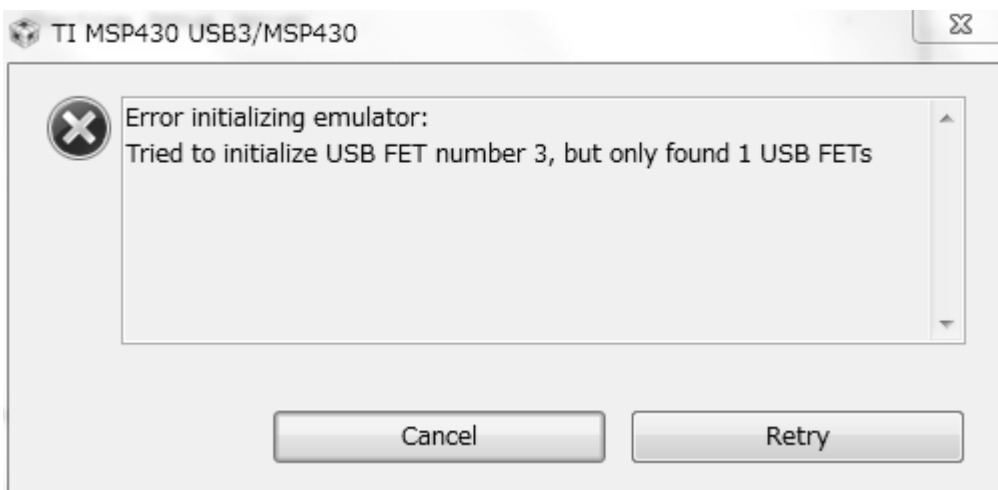 TI MSP430 USB3/MSP430
Error initializing emulator:
Tried to initialize USB FET number 3, but only found 1 USB FETs
Cancel
Retry